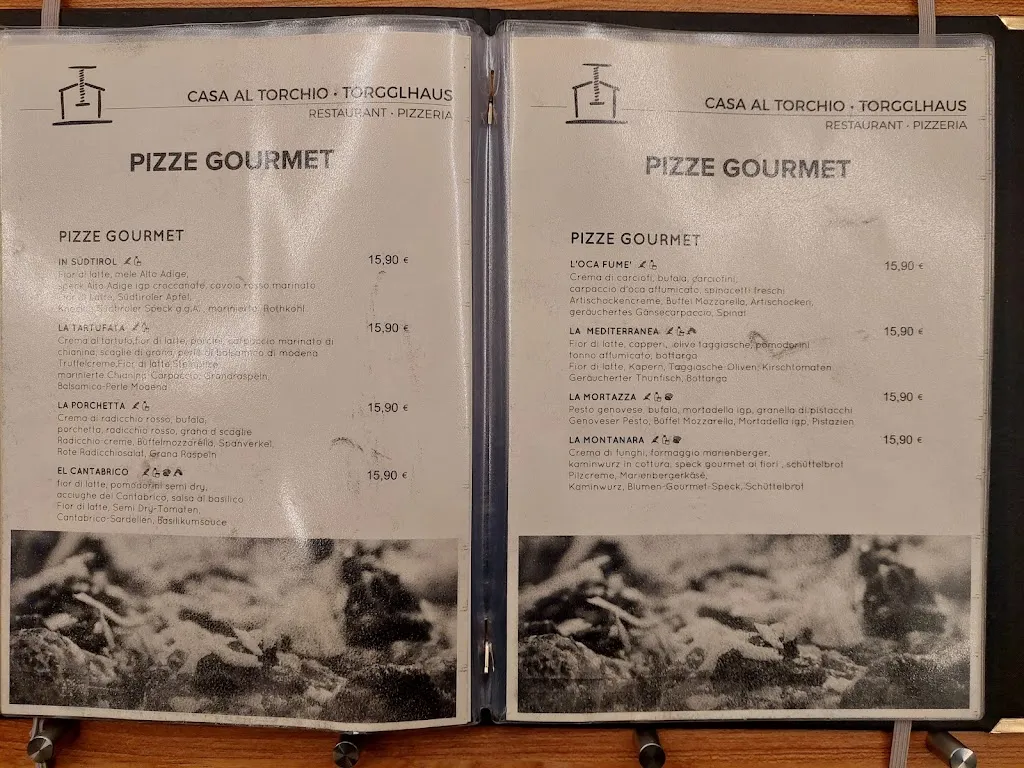 CASA AL TORCHIO • TORGGLHAUS
RESTAURANT • PIZZERIA
PIZZE GOURMET
PIZZE GOURMET
IN SÜDTIROL 15,90 €
Fior di latte, mele Alto Adige,
speck Alto Adige igp croccante, cavolo rosso marinato
Fior di Latte, Südtiroler Apfel,
Südtiroler Speck g.g.A., marinierte Rothkohl
LA TARTUFATA 15,90 €
Crema al tartufo, fior di latte, porcini, carpaccio marinato di
chianina, scaglie di grana, perle di balsamico di modena
Trüffelcreme, Fior di latte, Steinpilze,
marinierte Chianina Carpaccio, Granaraspeln,
Balsamico-Perle Modena
LA PORCHETTA 15,90 €
Crema di radicchio rosso, bufala,
porchetta, radicchio rosso, grana a scaglie
Radicchio creme, Büffelmozzarella, Spanverkel,
Rote Radicchiosalat, Grana Raspeln
EL CANTABRICO 15,90 €
fior di latte, pomodorini semi dry,
acciughe del Cantabrico, salsa al basilico
Fior di latte, Semi Dry-Tomaten,
Cantabrico-Sardellen, Basilikumsauce
CASA AL TORCHIO • TORGGLHAUS
RESTAURANT • PIZZERIA
PIZZE GOURMET
PIZZE GOURMET
L'OCA FUME' 15,90 €
Crema di carciofi, bufala, carciofini,
carpaccio d'oca affumicato, spinacetti freschi
Artischockencreme, Büffel Mozzarella, Artischocken,
geräuchertes Gänsecarpaccio, Spinat
LA MEDITERRANEA 15,90 €
Fior di latte, capperi, olive taggiasche, pomodorini
tonno affumicato, bottarga
Fior di latte, Kapern, Taggiasche Oliven, Kirschtomaten
Geräucherter Thunfisch, Bottarga
LA MORTAZZA 15,90 €
Pesto genovese, bufala, mortadella igp, granella di pistacchi
Genoveser Pesto, Büffel Mozzarella, Mortadella igp, Pistazien
LA MONTANARA 15,90 €
Crema di funghi, formaggio marienberger,
kaminwurz in cottura, speck gourmet ai fiori, schüttelbrot
Pilzcreme, Marienbergerkäse,
Kaminwurz, Blumen-Gourmet-Speck, Schüttelbrot